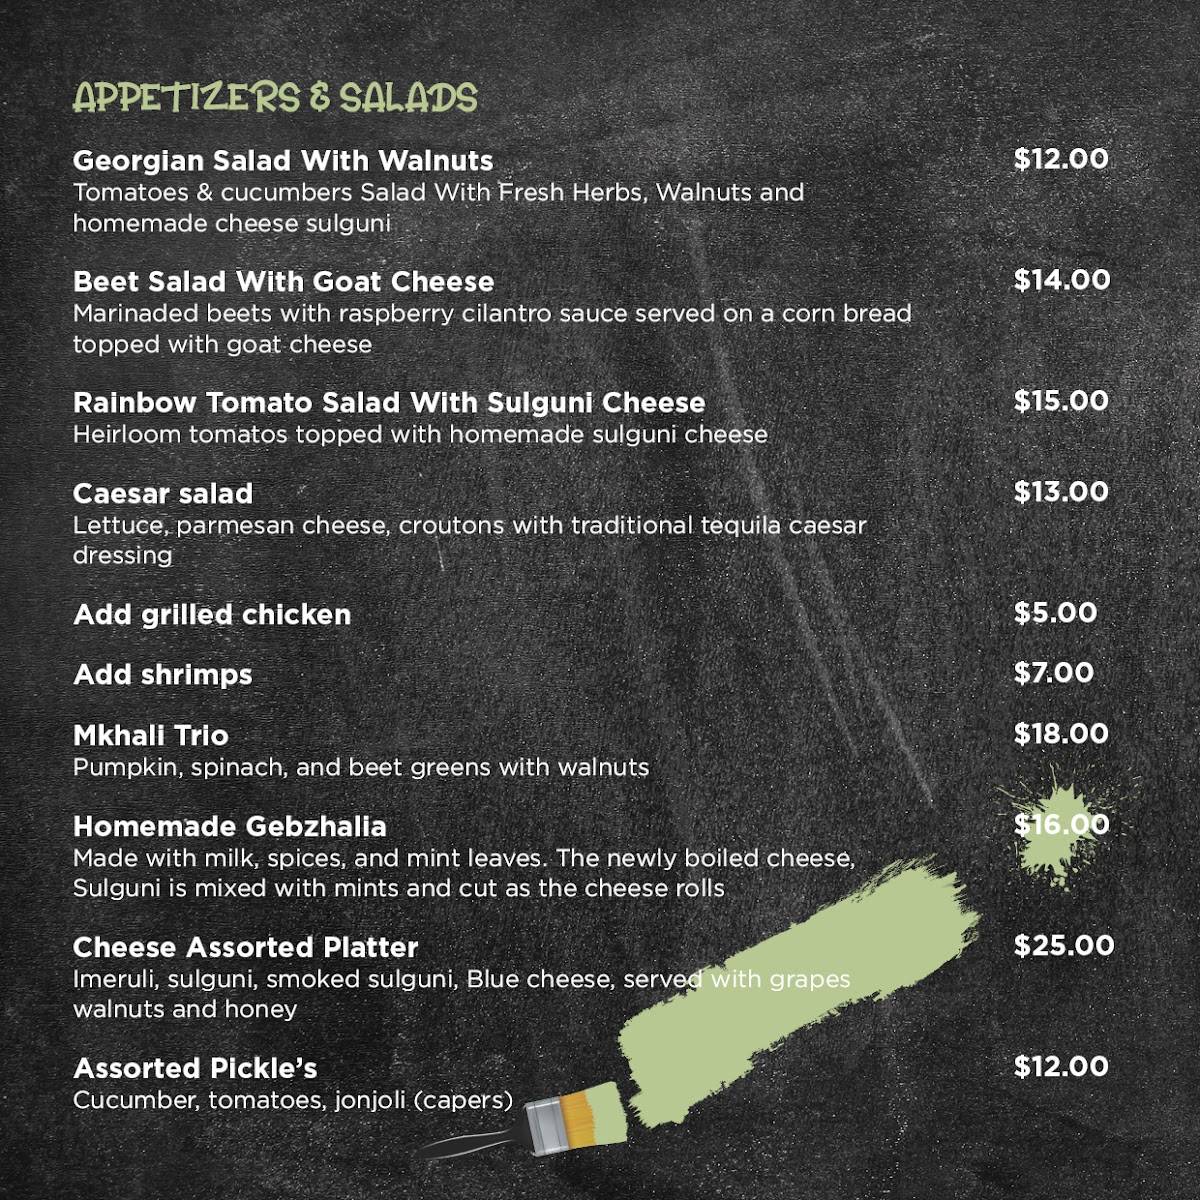 APPETIZERS & SALADS
Georgian Salad With Walnuts $12.00
Tomatoes & cucumbers Salad With Fresh Herbs, Walnuts and
homemade cheese sulguni
Beet Salad With Goat Cheese $14.00
Marinaded beets with raspberry cilantro sauce served on a corn bread
topped with goat cheese
Rainbow Tomato Salad With Sulguni Cheese $15.00
Heirloom tomatos topped with homemade sulguni cheese
Caesar salad $13.00
Lettuce, parmesan cheese, croutons with traditional tequila caesar
dressing
Add grilled chicken $5.00
Add shrimps $7.00
Mkhali Trio $18.00
Pumpkin, spinach, and beet greens with walnuts
Homemade Gebzhalia $16.00
Made with milk, spices, and mint leaves. The newly boiled cheese,
Sulguni is mixed with mints and cut as the cheese rolls
Cheese Assorted Platter $25.00
Imeruli, sulguni, smoked sulguni, Blue cheese, served with grapes
walnuts and honey
Assorted Pickle’s $12.00
Cucumber, tomatoes, jonjoli (capers)